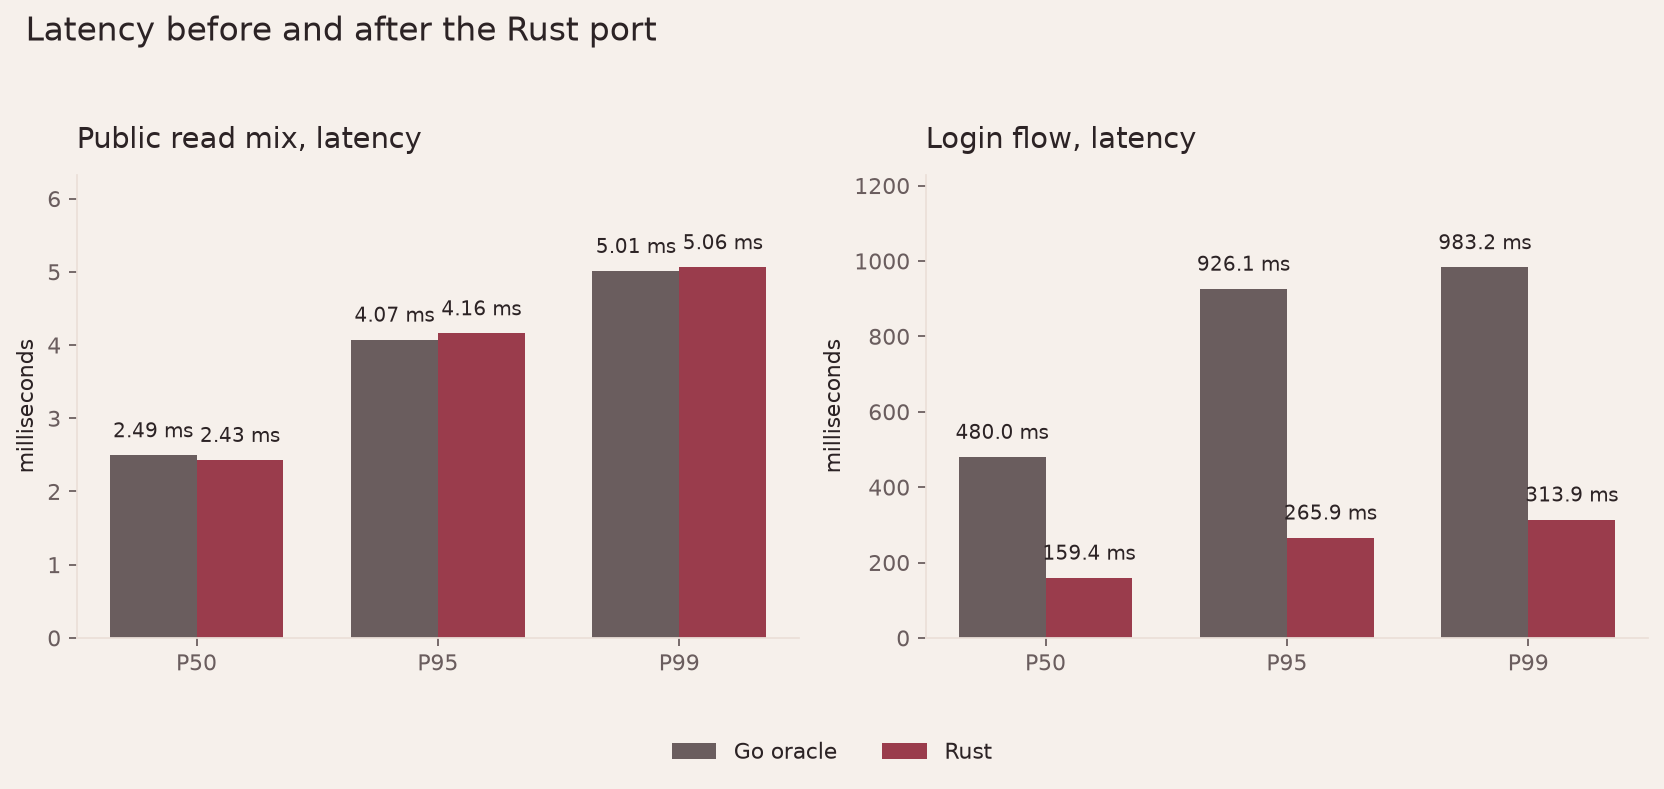 Latency before and after the Rust port
Public read mix, latency
milliseconds
6
5
4
3
2
1
0
2.49 ms 2.43 ms
4.07 ms 4.16 ms
5.01 ms 5.06 ms
P50 P95 P99
Login flow, latency
milliseconds
1200
1000
800
600
400
200
0
480.0 ms 159.4 ms
926.1 ms 265.9 ms
983.2 ms 313.9 ms
P50 P95 P99
Go oracle Rust